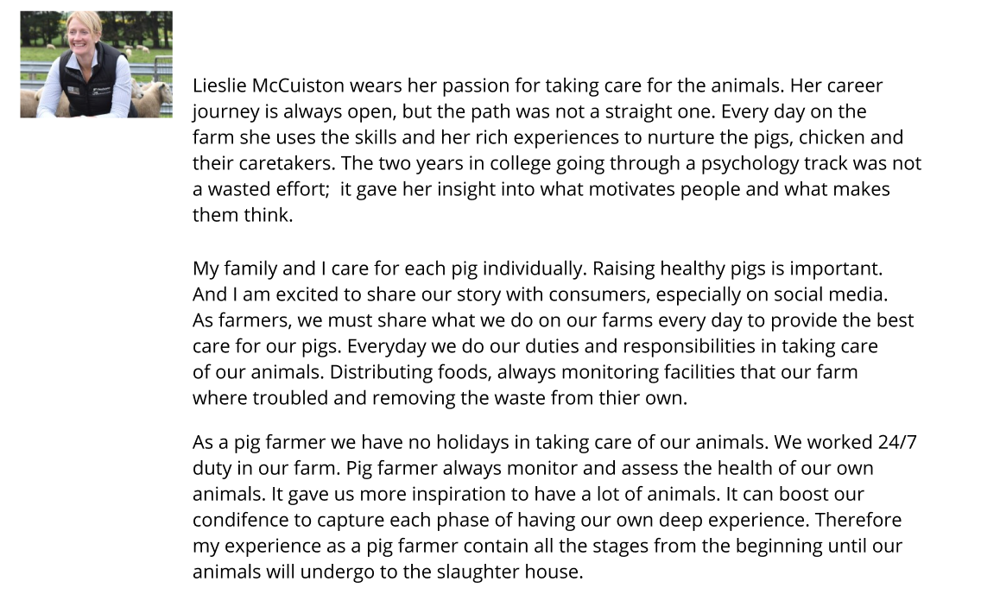 Lieslie McCuiston wears her passion for taking care for the animals. Her career
journey is always open, but the path was not a straight one. Every day on the
farm she uses the skills and her rich experiences to nurture the pigs, chicken and
their caretakers. The two years in college going through a psychology track was not
a wasted effort;  it gave her insight into what motivates people and what makes
them think.
My family and I care for each pig individually. Raising healthy pigs is important.
And I am excited to share our story with consumers, especially on social media.
As farmers, we must share what we do on our farms every day to provide the best
care for our pigs. Everyday we do our duties and responsibilities in taking care
of our animals. Distributing foods, always monitoring facilities that our farm
where troubled and removing the waste from thier own.
As a pig farmer we have no holidays in taking care of our animals. We worked 24/7
duty in our farm. Pig farmer always monitor and assess the health of our own
animals. It gave us more inspiration to have a lot of animals. It can boost our
condifence to capture each phase of having our own deep experience. Therefore
my experience as a pig farmer contain all the stages from the beginning until our
animals will undergo to the slaughter house.